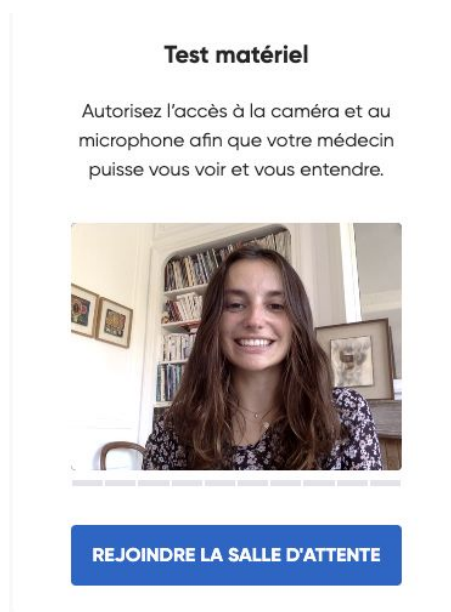 Test matériel
Autorisez l'accès à la caméra et au
microphone afin que votre médecin
puisse vous voir et vous entendre.
REJOINDRE LA SALLE D'ATTENTE